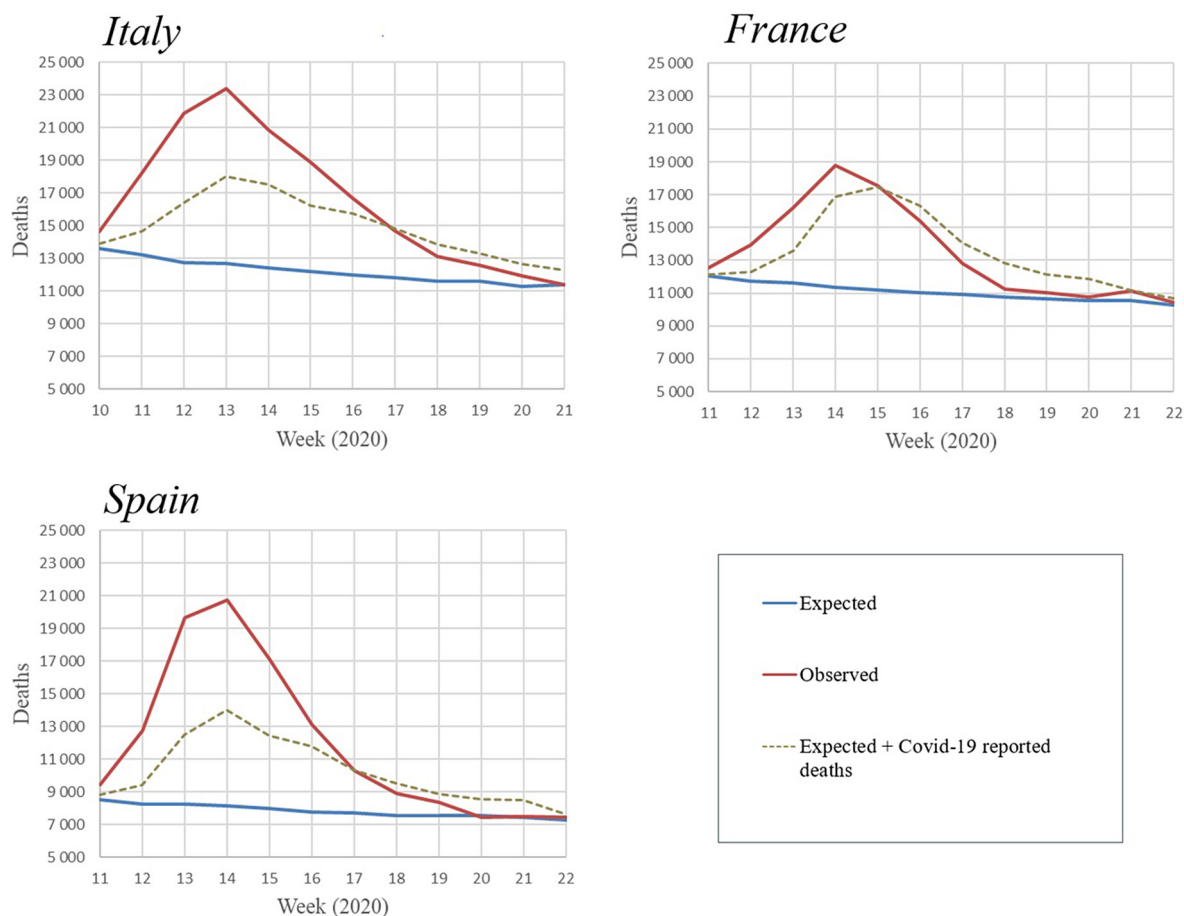 Italy
25 000
23 000
21 000
19 000
17 000
15 000
13 000
11 000
9 000
7 000
5 000
Deaths
10 11 12 13 14 15 16 17 18 19 20 21
Week (2020)
France
25 000
23 000
21 000
19 000
17 000
15 000
13 000
11 000
9 000
7 000
5 000
Deaths
11 12 13 14 15 16 17 18 19 20 21 22
Week (2020)
Spain
25 000
23 000
21 000
19 000
17 000
15 000
13 000
11 000
9 000
7 000
5 000
Deaths
11 12 13 14 15 16 17 18 19 20 21 22
Week (2020)
Expected
Observed
Expected + Covid-19 reported
deaths